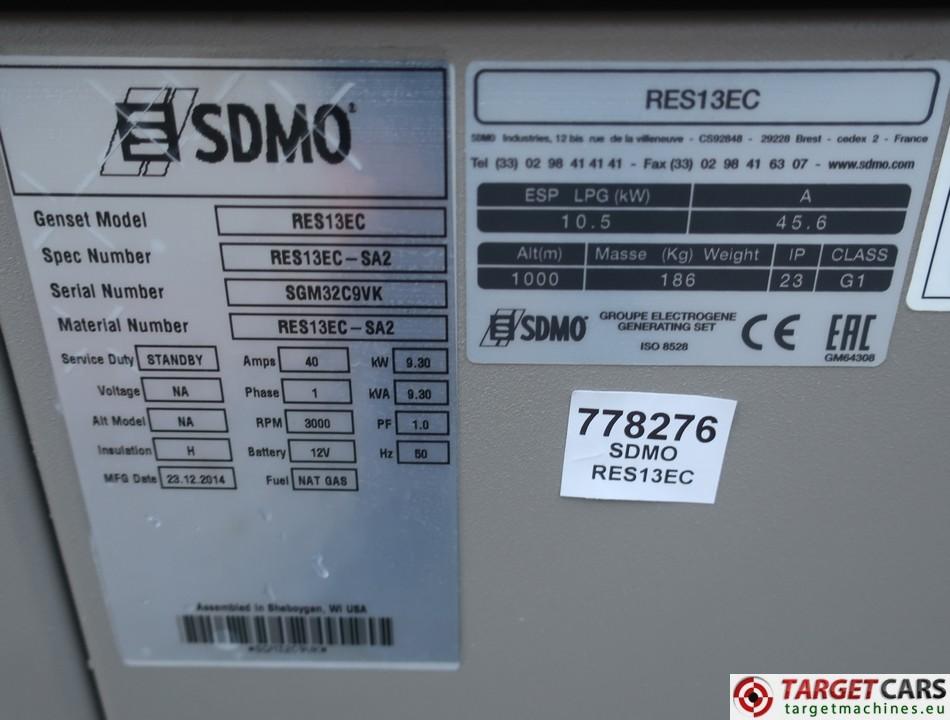 SDMO
Genset Model RES13EC
Spec Number RES13EC-SA2
Serial Number SGM32C9VK
Material Number RES13EC-SA2
Service Duty STANDBY Amps 40 kW 9.30
Voltage NA Phase 1 kVA 9.30
Alt Model NA RPM 3000 PF 1.0
Insulation H Battery 12V Hz 50
MFG Date 23.12.2014 Fuel NAT GAS
Assembled in Sheboygan, WI USA
*SGM32C9VK*
RES13EC
SDMO Industries, 12 bis rue de la villeneuve - CS92848 - 29228 Brest - cedex 2 - France
Tel (33) 02 98 41 41 41 - Fax (33) 02 98 41 63 07 - www.sdmo.com
ESP LPG (kW) A
10.5 45.6
Alt(m) Masse (Kg) Weight IP CLASS
1000 186 23 G1
SDMO GROUPE ELECTROGENE
GENERATING SET
ISO 8528
CE EAC
GM64308
778276
SDMO
RES13EC
TARGETCARS
targetmachines.eu